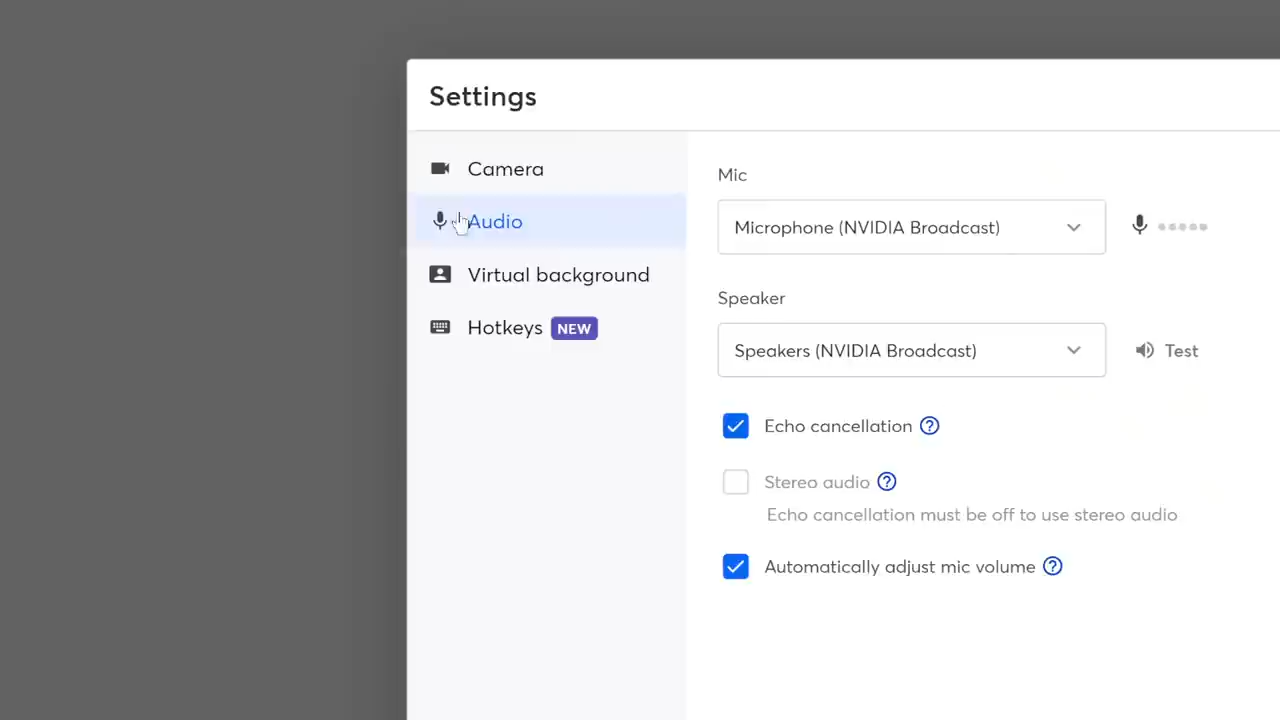 Settings
Camera
Audio
Virtual background
Hotkeys NEW
Mic
Microphone (NVIDIA Broadcast)
Speaker
Speakers (NVIDIA Broadcast)
Test
Echo cancellation
Stereo audio
Echo cancellation must be off to use stereo audio
Automatically adjust mic volume